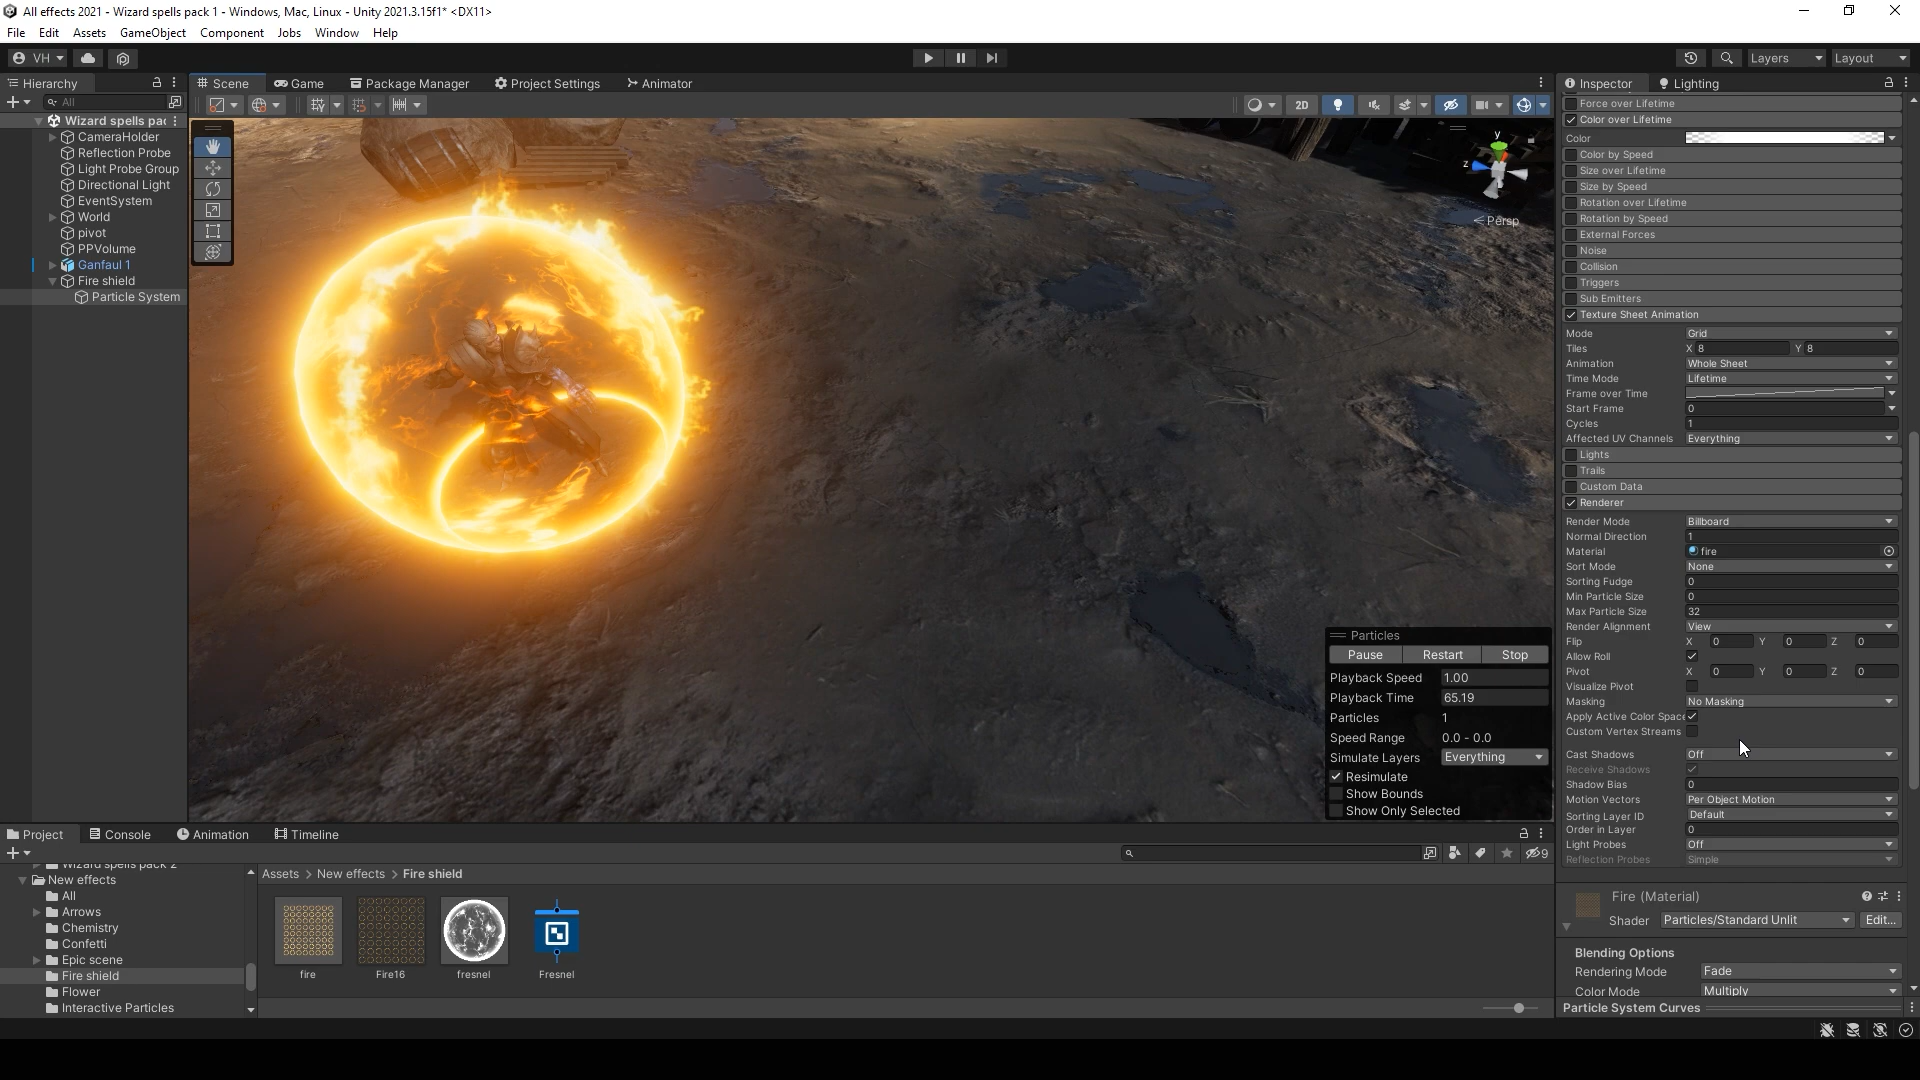 All effects 2021 - Wizard spells pack 1 - Windows, Mac, Linux - Unity 2021.3.15f1* <DX11>
File Edit Assets GameObject Component Jobs Window Help
VH
Layers Layout
Hierarchy
Scene Game Package Manager Project Settings Animator
Inspector Lighting
All
2D
Wizard spells pac
CameraHolder
Reflection Probe
Light Probe Group
Directional Light
EventSystem
World
pivot
PPVolume
Ganfaul 1
Fire shield
Particle System
y
z
Persp
Particles
Pause Restart Stop
Playback Speed 1.00
Playback Time 65.19
Particles 1
Speed Range 0.0 - 0.0
Simulate Layers Everything
Resimulate
Show Bounds
Show Only Selected
Force over Lifetime
Color over Lifetime
Color
Color by Speed
Size over Lifetime
Size by Speed
Rotation over Lifetime
Rotation by Speed
External Forces
Noise
Collision
Triggers
Sub Emitters
Texture Sheet Animation
Mode Grid
Tiles X 8 Y 8
Animation Whole Sheet
Time Mode Lifetime
Frame over Time
Start Frame 0
Cycles 1
Affected UV Channels Everything
Lights
Trails
Custom Data
Renderer
Render Mode Billboard
Normal Direction 1
Material fire
Sort Mode None
Sorting Fudge 0
Min Particle Size 0
Max Particle Size 32
Render Alignment View
Flip X 0 Y 0 Z 0
Allow Roll
Pivot X 0 Y 0 Z 0
Visualize Pivot
Masking No Masking
Apply Active Color Space
Custom Vertex Streams
Cast Shadows Off
Receive Shadows
Shadow Bias 0
Motion Vectors Per Object Motion
Sorting Layer ID Default
Order in Layer 0
Light Probes Off
Reflection Probes Simple
Fire (Material)
Shader Particles/Standard Unlit Edit...
Blending Options
Rendering Mode Fade
Color Mode Multiply
Particle System Curves
Project Console Animation Timeline
9
Wizard spells pack 2
New effects
All
Arrows
Chemistry
Confetti
Epic scene
Fire shield
Flower
Interactive Particles
Assets > New effects > Fire shield
fire Fire16 fresnel Fresnel